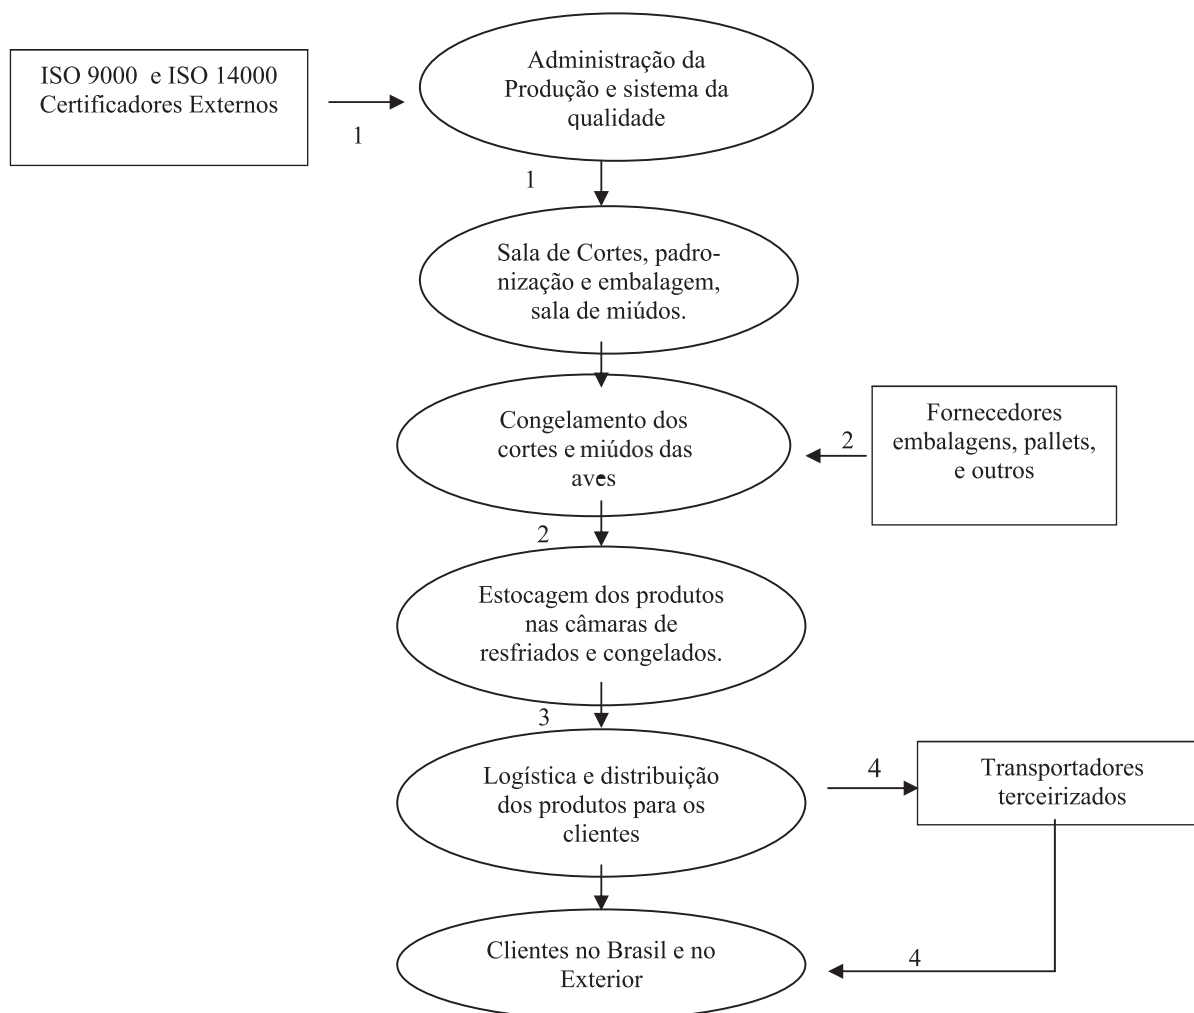 ISO 9000 e ISO 14000
Certificadores Externos
1
Administração da
Produção e sistema da
qualidade
1
Sala de Cortes, padro-
nização e embalagem,
sala de miúdos.
Congelamento dos
cortes e miúdos das
aves
2
Fornecedores
embalagens, pallets,
e outros
2
Estocagem dos produtos
nas câmaras de
resfriados e congelados.
3
Logística e distribuição
dos produtos para os
clientes
4
Transportadores
terceirizados
4
Clientes no Brasil e no
Exterior